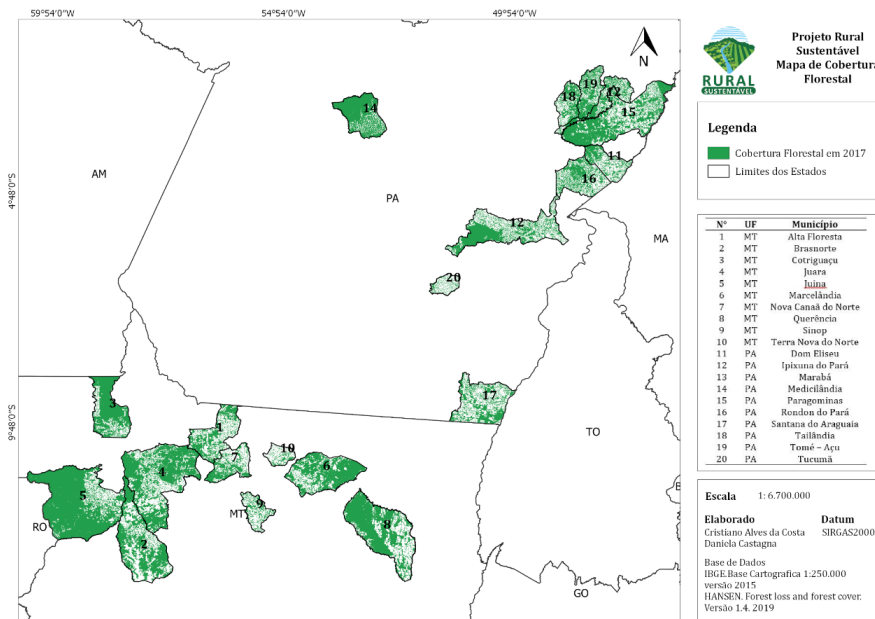 59°54'0"W 54°54'0"W 49°54'0"W
4°48'0"S
9°48'0"S
N
AM
PA
MA
TO
RO
MT
GO
14
19
18
12
15
11
16
12
20
17
3
1
10
7
6
4
5
9
8
2
RURAL
SUSTENTÁVEL
Projeto Rural
Sustentável
Mapa de Cobertura
Florestal
Legenda
Cobertura Florestal em 2017
Limites dos Estados
N° UF Município
1 MT Alta Floresta
2 MT Brasnorte
3 MT Cotriguaçu
4 MT Juara
5 MT Juina
6 MT Marcelândia
7 MT Nova Canaã do Norte
8 MT Querência
9 MT Sinop
10 MT Terra Nova do Norte
11 PA Dom Eliseu
12 PA Ipixuna do Pará
13 PA Marabá
14 PA Medicilândia
15 PA Paragominas
16 PA Rondon do Pará
17 PA Santana do Araguaia
18 PA Tailândia
19 PA Tomé – Açu
20 PA Tucumã
Escala 1: 6.700.000
Elaborado Datum
Cristiano Alves da Costa SIRGAS2000
Daniela Castagna
Base de Dados
IBGE.Base Cartografica 1:250.000
versão 2015
HANSEN. Forest loss and forest cover.
Versão 1.4. 2019